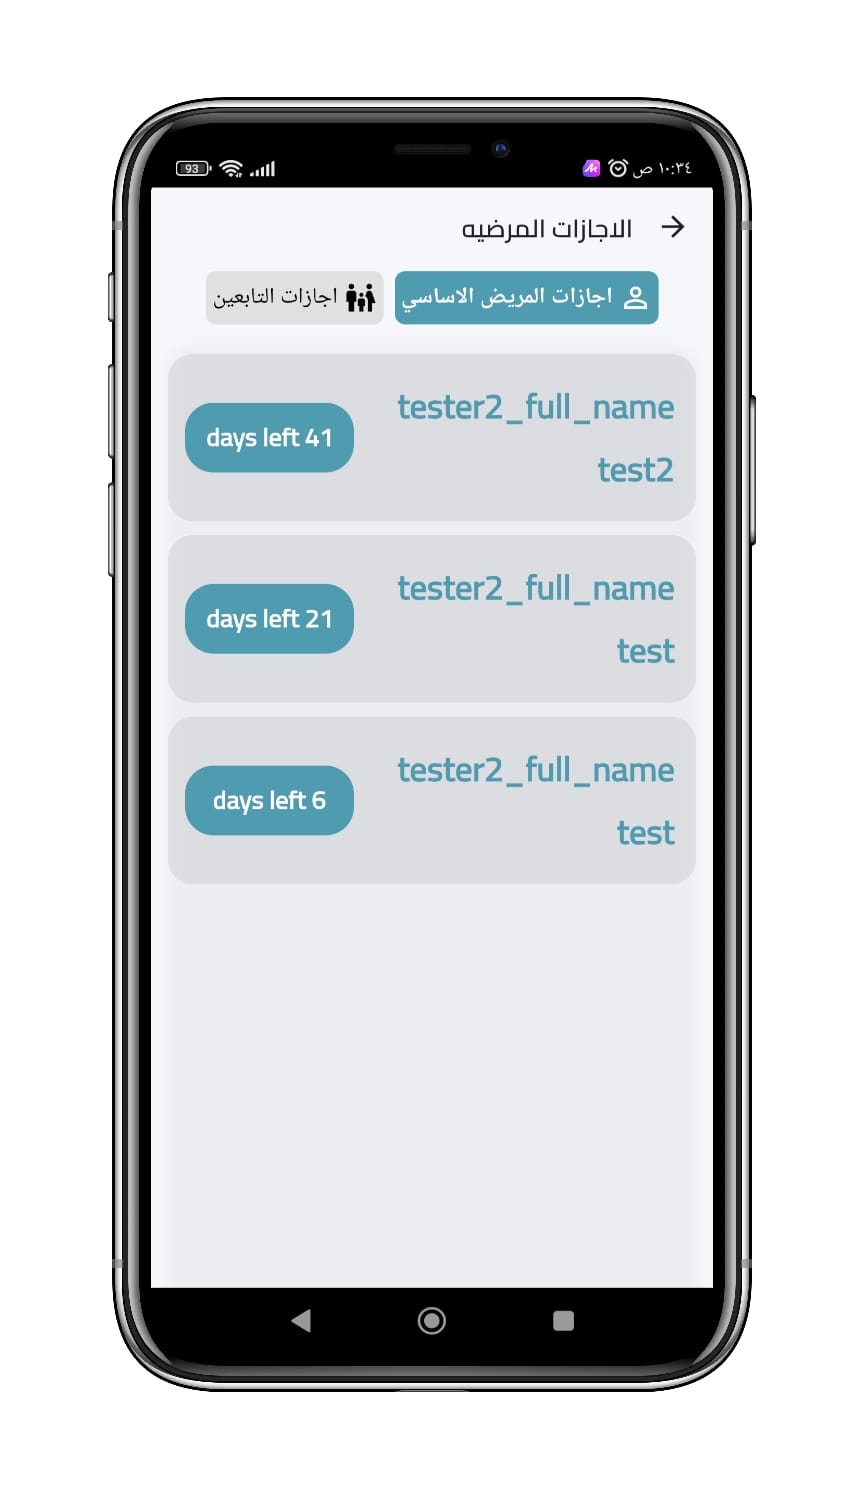 ١٠:٣٤ ص
93
الاجازات المرضيه
اجازات المريض الاساسي
اجازات التابعين
tester2_full_name
test2
days left 41
tester2_full_name
test
days left 21
tester2_full_name
test
days left 6